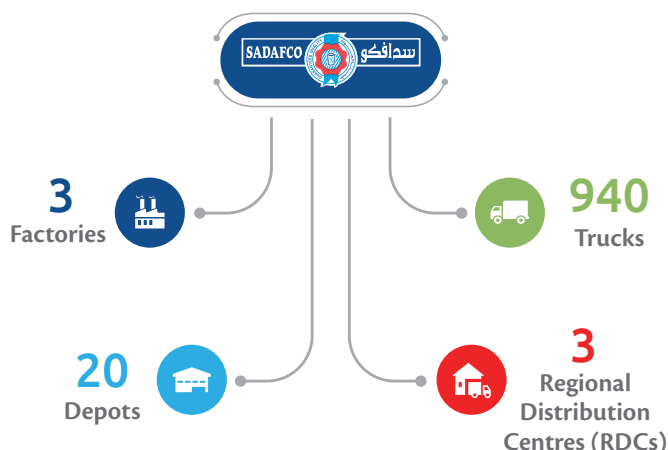 SADAFCO سدافكو
3
Factories
940
Trucks
20
Depots
3
Regional
Distribution
Centres (RDCs)